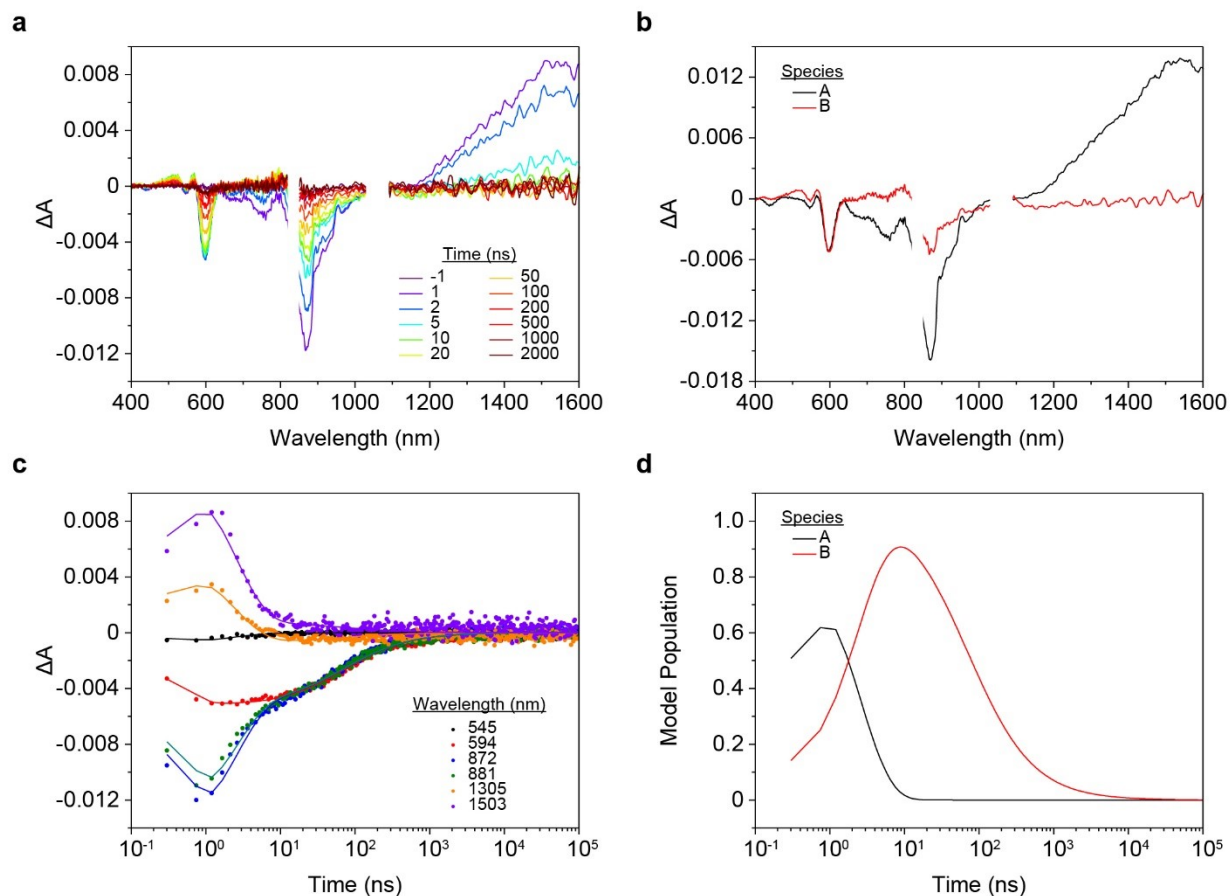 a
0.008
0.004
0
-0.004
-0.008
-0.012
ΔA
Time (ns)
-1 50
1 100
2 200
5 500
10 1000
20 2000
400 600 800 1000 1200 1400 1600
Wavelength (nm)
b
0.012
0.006
0
-0.006
-0.012
-0.018
ΔA
Species
A
B
400 600 800 1000 1200 1400 1600
Wavelength (nm)
c
0.008
0.004
0
-0.004
-0.008
-0.012
ΔA
Wavelength (nm)
545
594
872
881
1305
1503
10⁻¹ 10⁰ 10¹ 10² 10³ 10⁴ 10⁵
Time (ns)
d
1.0
0.8
0.6
0.4
0.2
0
Model Population
Species
A
B
10⁻¹ 10⁰ 10¹ 10² 10³ 10⁴ 10⁵
Time (ns)